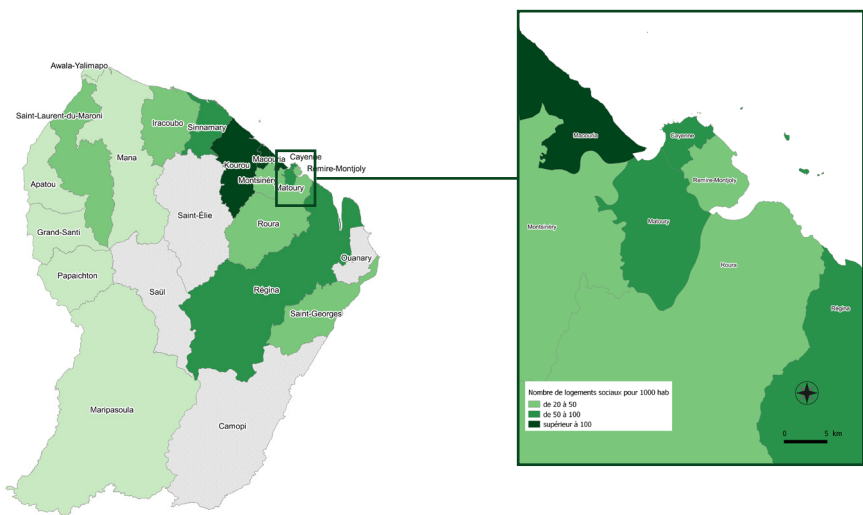 Awala-Yalimapo
Saint-Laurent-du-Maroni
Iracoubo
Sinnamary
Mana
Kourou
Macouria
Cayenne
Remire-Montjoly
Montsinéry
Matoury
Apatou
Saint-Élie
Grand-Santi
Roura
Ouanary
Papaichton
Saül
Régina
Saint-Georges
Maripasoula
Camopi
Macouria
Cayenne
Remire-Montjoly
Montsinéry
Matoury
Roura
Régina
Nombre de logements sociaux pour 1000 hab
de 20 à 50
de 50 à 100
supérieur à 100
0 5 km